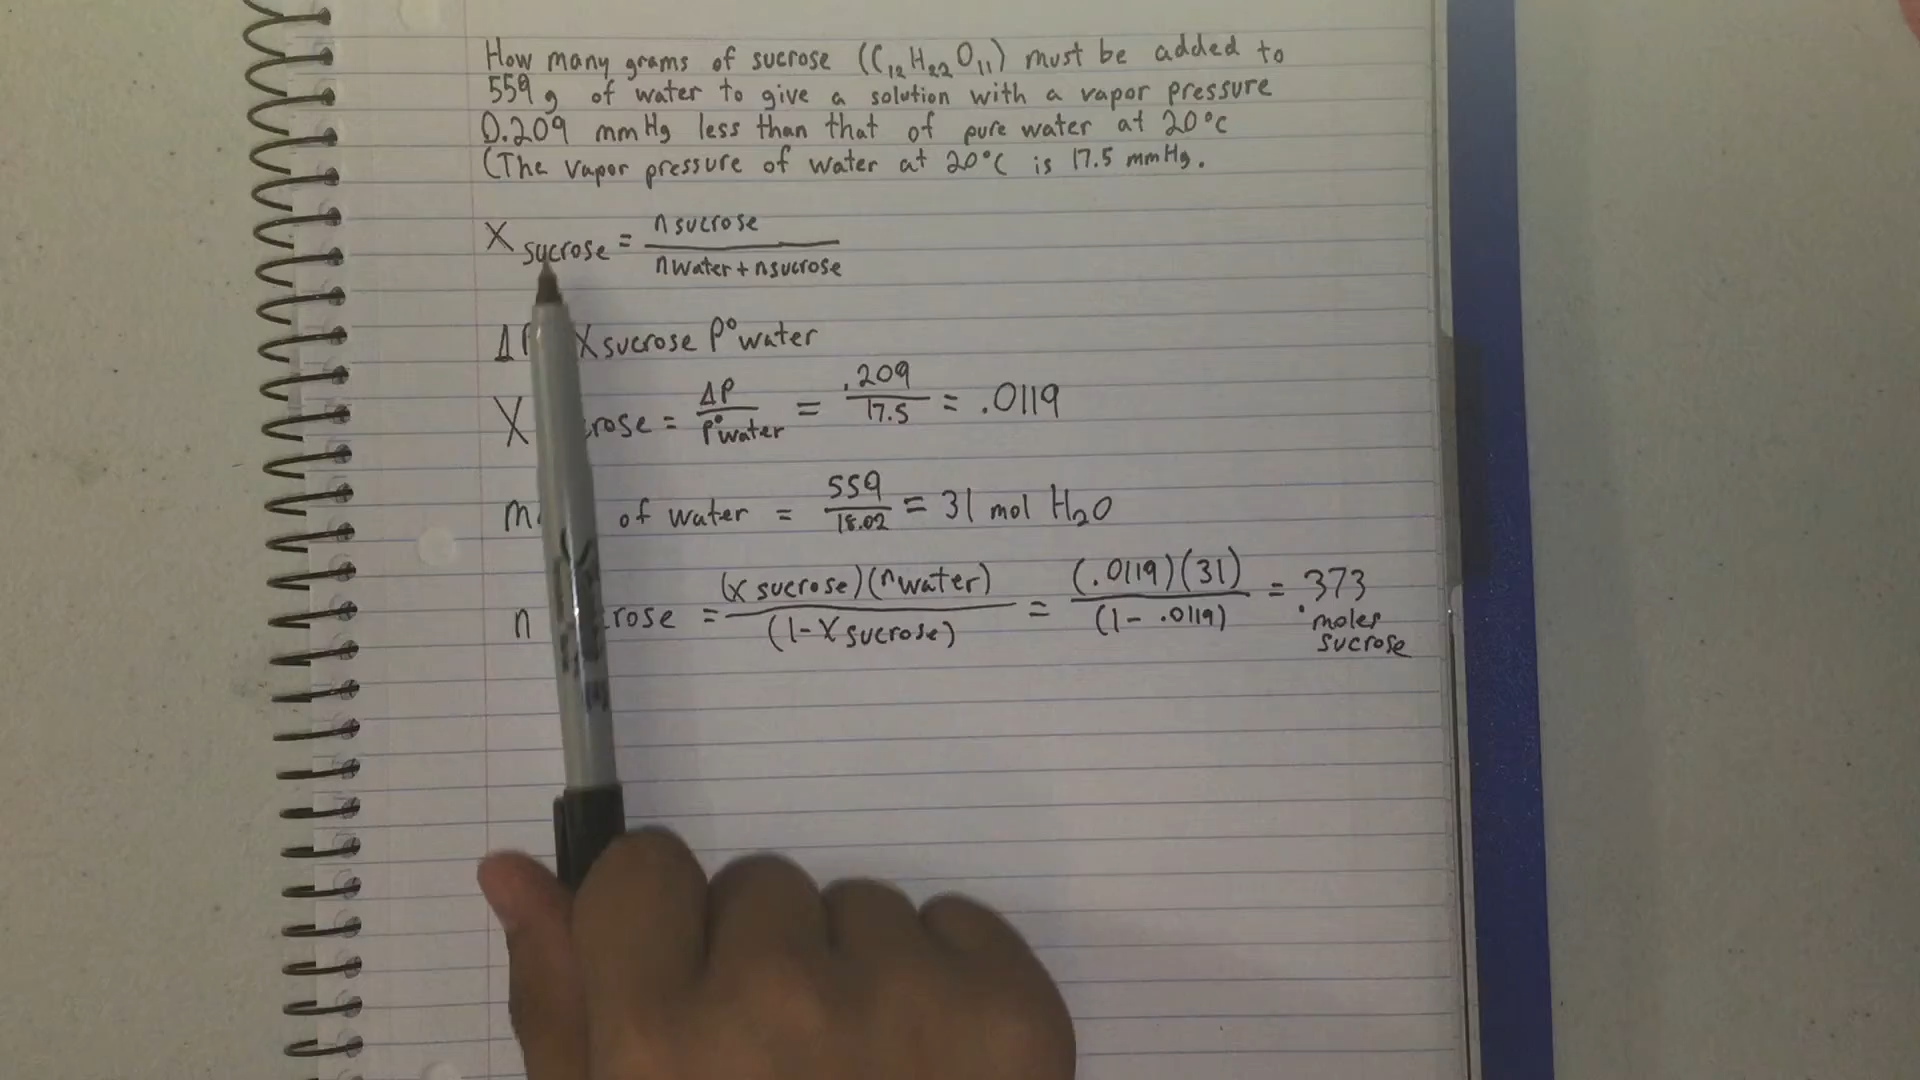 How many grams of sucrose (C₁₂H₂₂O₁₁) must be added to
559 g of water to give a solution with a vapor pressure
0.209 mmHg less than that of pure water at 20°C
(The vapor pressure of water at 20°C is 17.5 mmHg.
X sucrose = n sucrose / n water + n sucrose
X sucrose P° water
X rose = ΔP / P° water = .209 / 17.5 = .0119
of water = 559 / 18.02 = 31 mol H₂O
n crose = (x sucrose)(n water) / (1 - X sucrose) = (.0119)(31) / (1 - .0119) = .373 moles sucrose